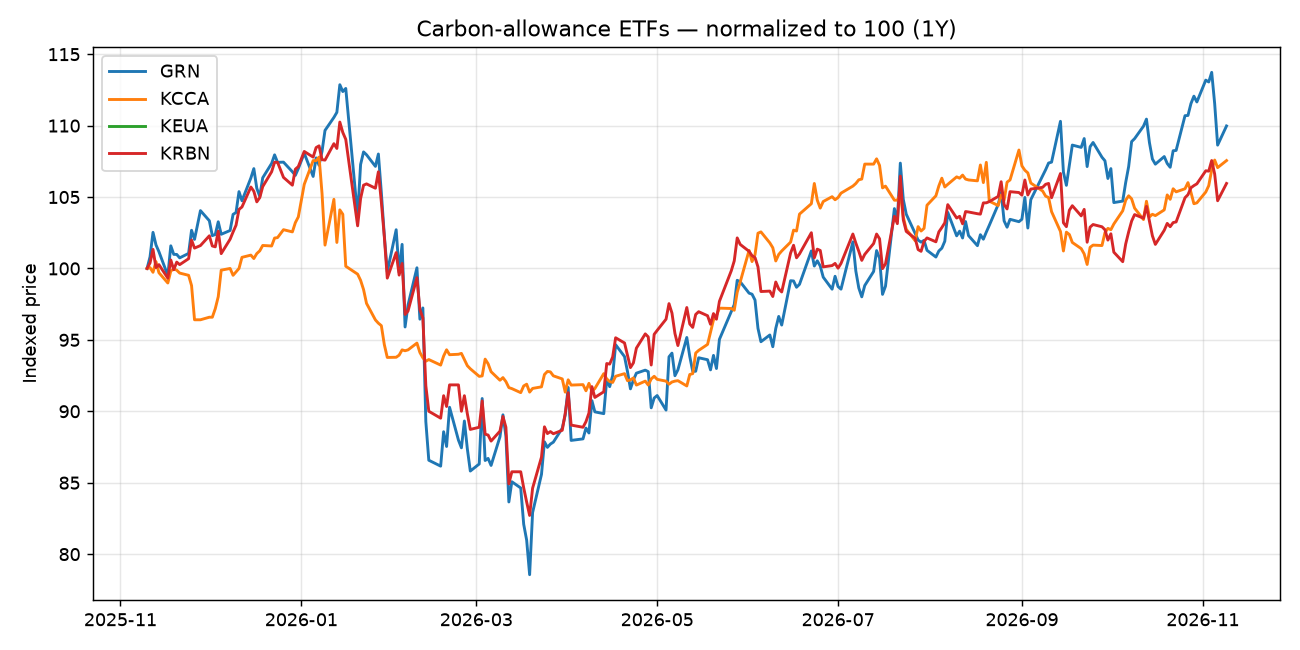 Carbon-allowance ETFs — normalized to 100 (1Y)
115
110
105
100
95
90
85
80
Indexed price
GRN
KCCA
KEUA
KRBN
2025-11
2026-01
2026-03
2026-05
2026-07
2026-09
2026-11